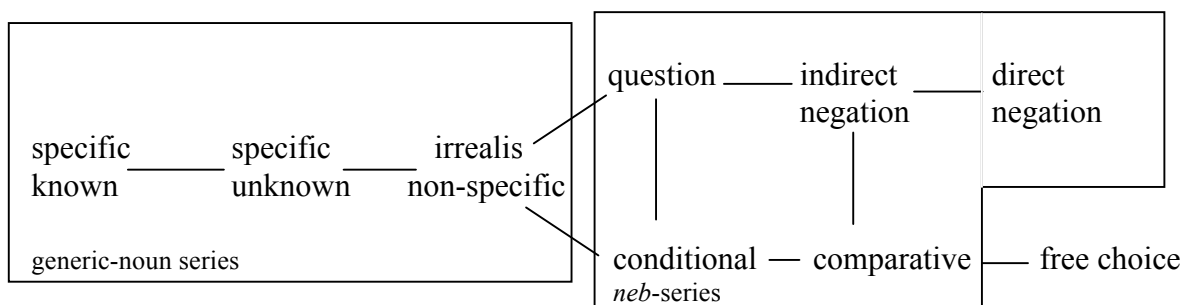 question indirect direct
negation negation
specific specific irrealis
known unknown non-specific
generic-noun series conditional comparative free choice
neb-series